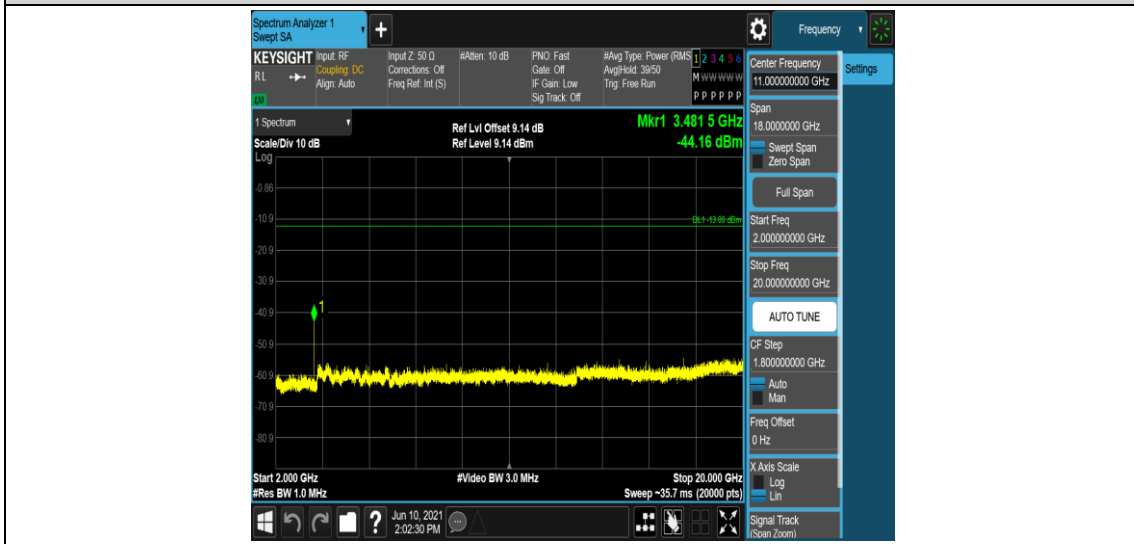 Spectrum Analyzer 1
Swept SA
+
Frequency
KEYSIGHT
RL
LXI
Input: RF
Coupling: DC
Align: Auto
Input Z: 50 Ω
Corrections: Off
Freq Ref: Int (S)
#Atten: 10 dB
PNO: Fast
Gate: Off
IF Gain: Low
Sig Track: Off
#Avg Type: Power (RMS
Avg|Hold: 39/50
Trig: Free Run
1 2 3 4 5 6
M W W W W W
P P P P P P
1 Spectrum
Scale/Div 10 dB
Log
Ref Lvl Offset 9.14 dB
Ref Level 9.14 dBm
Mkr1 3.481 5 GHz
-44.16 dBm
-0.86
-10.9
DL1 -13.00 dBm
-20.9
-30.9
-40.9
1
-50.9
-60.9
-70.9
-80.9
Start 2.000 GHz
#Res BW 1.0 MHz
#Video BW 3.0 MHz
Stop 20.000 GHz
Sweep ~35.7 ms (20000 pts)
?
Jun 10, 2021
2:02:30 PM
Center Frequency
11.000000000 GHz
Settings
Span
18.0000000 GHz
Swept Span
Zero Span
Full Span
Start Freq
2.000000000 GHz
Stop Freq
20.000000000 GHz
AUTO TUNE
CF Step
1.800000000 GHz
Auto
Man
Freq Offset
0 Hz
X Axis Scale
Log
Lin
Signal Track
(Span Zoom)